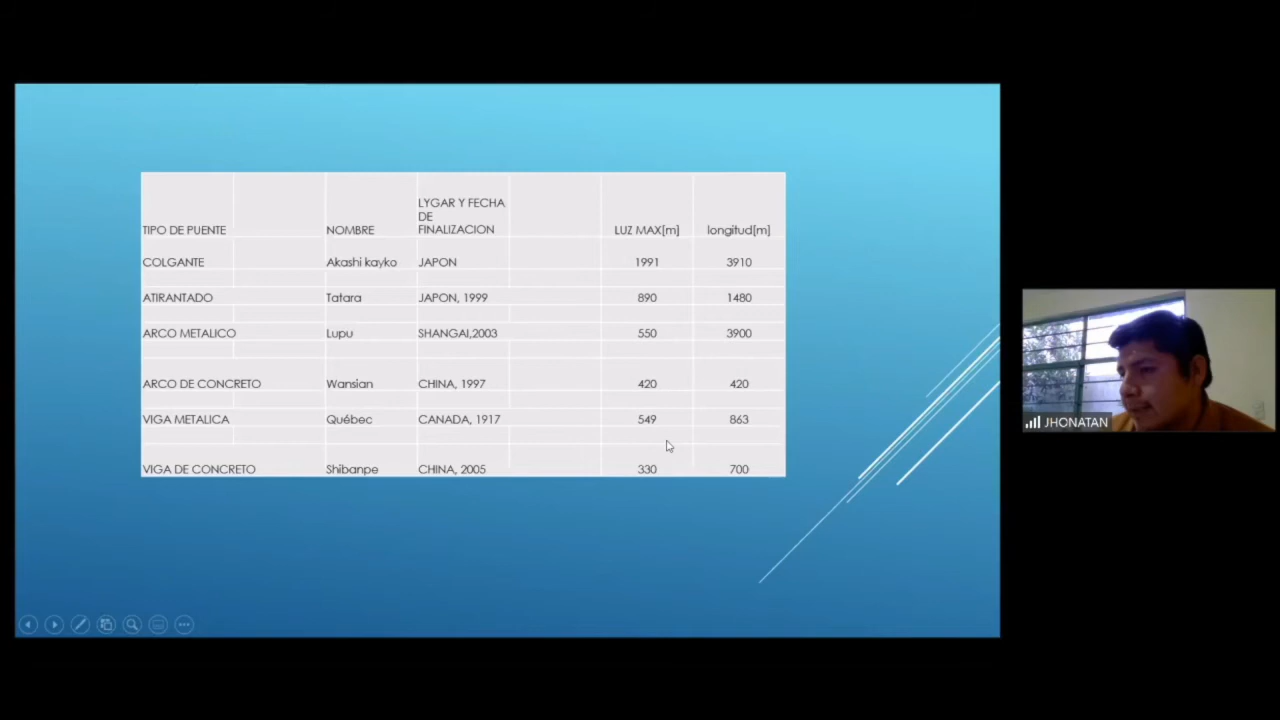 LYGAR Y FECHA
DE
TIPO DE PUENTE NOMBRE FINALIZACION LUZ MAX[m] longitud[m]
COLGANTE Akashi kayko JAPON 1991 3910
ATIRANTADO Tatara JAPON, 1999 890 1480
ARCO METALICO Lupu SHANGAI,2003 550 3900
ARCO DE CONCRETO Wansian CHINA, 1997 420 420
VIGA METALICA Québec CANADA, 1917 549 863
VIGA DE CONCRETO Shibanpe CHINA, 2005 330 700
JHONATAN